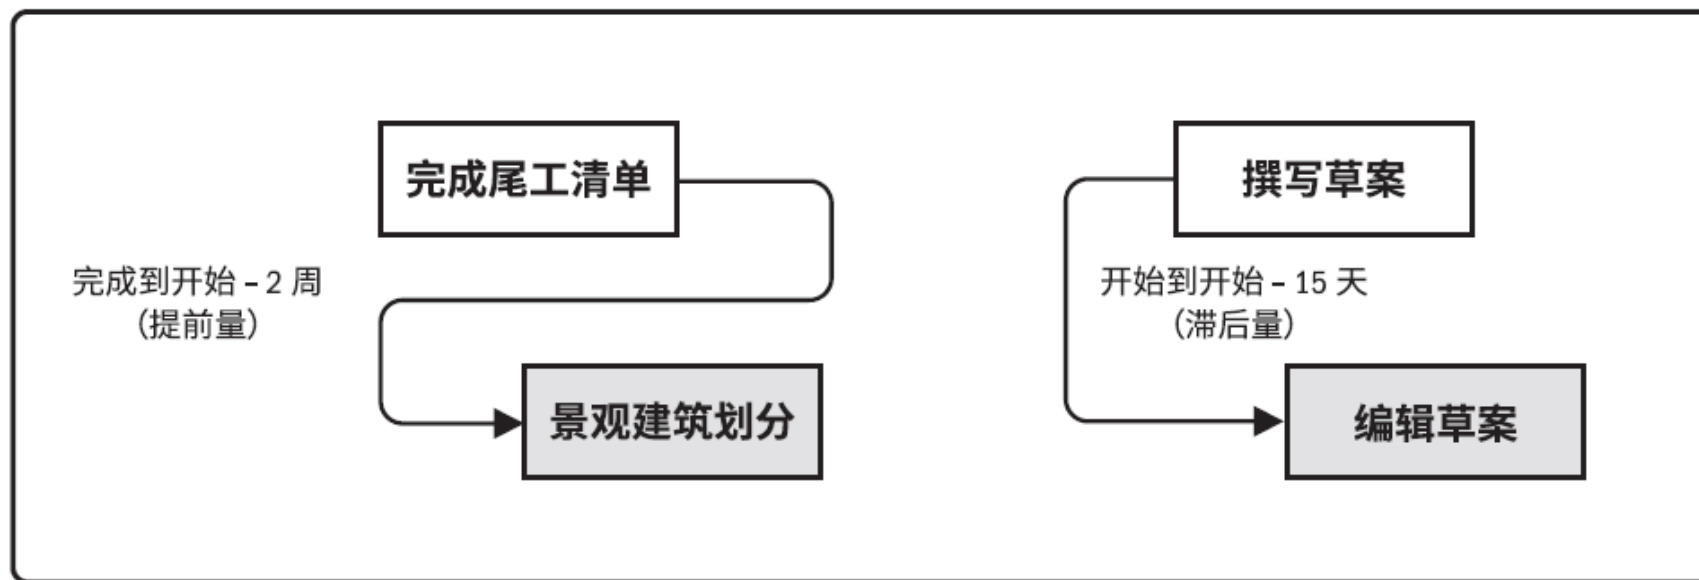 完成尾工清单
撰写草案
完成到开始 – 2 周
（提前量）
开始到开始 – 15 天
（滞后量）
景观建筑划分
编辑草案